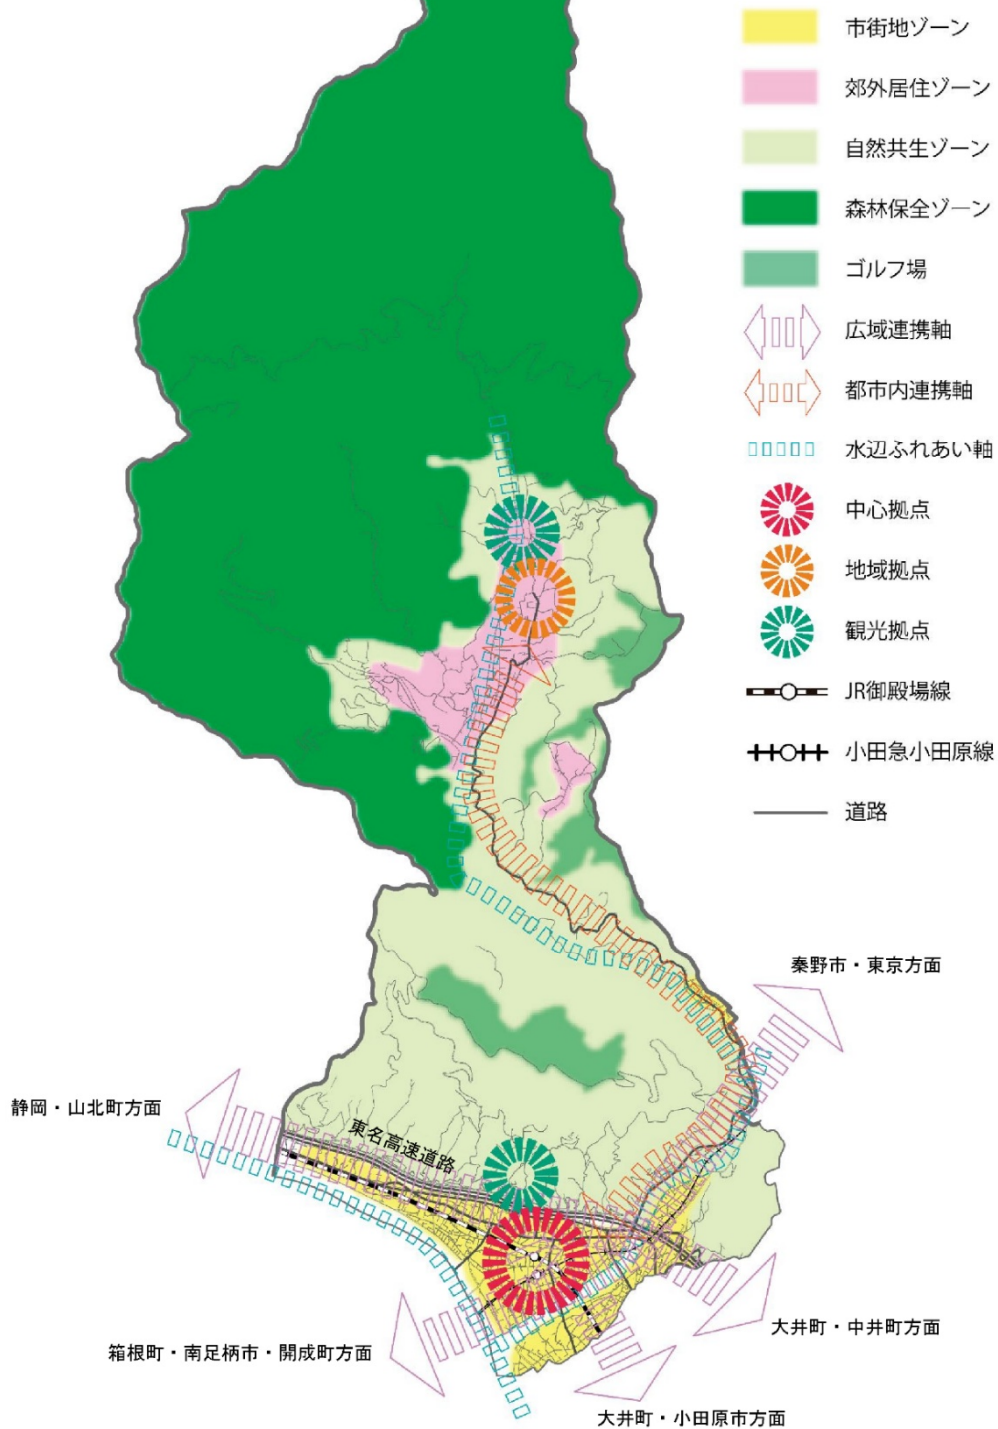 市街地ゾーン
郊外居住ゾーン
自然共生ゾーン
森林保全ゾーン
ゴルフ場
広域連携軸
都市内連携軸
水辺ふれあい軸
中心拠点
地域拠点
観光拠点
JR御殿場線
小田急小田原線
道路
秦野市・東京方面
静岡・山北町方面
東名高速道路
大井町・中井町方面
箱根町・南足柄市・開成町方面
大井町・小田原市方面